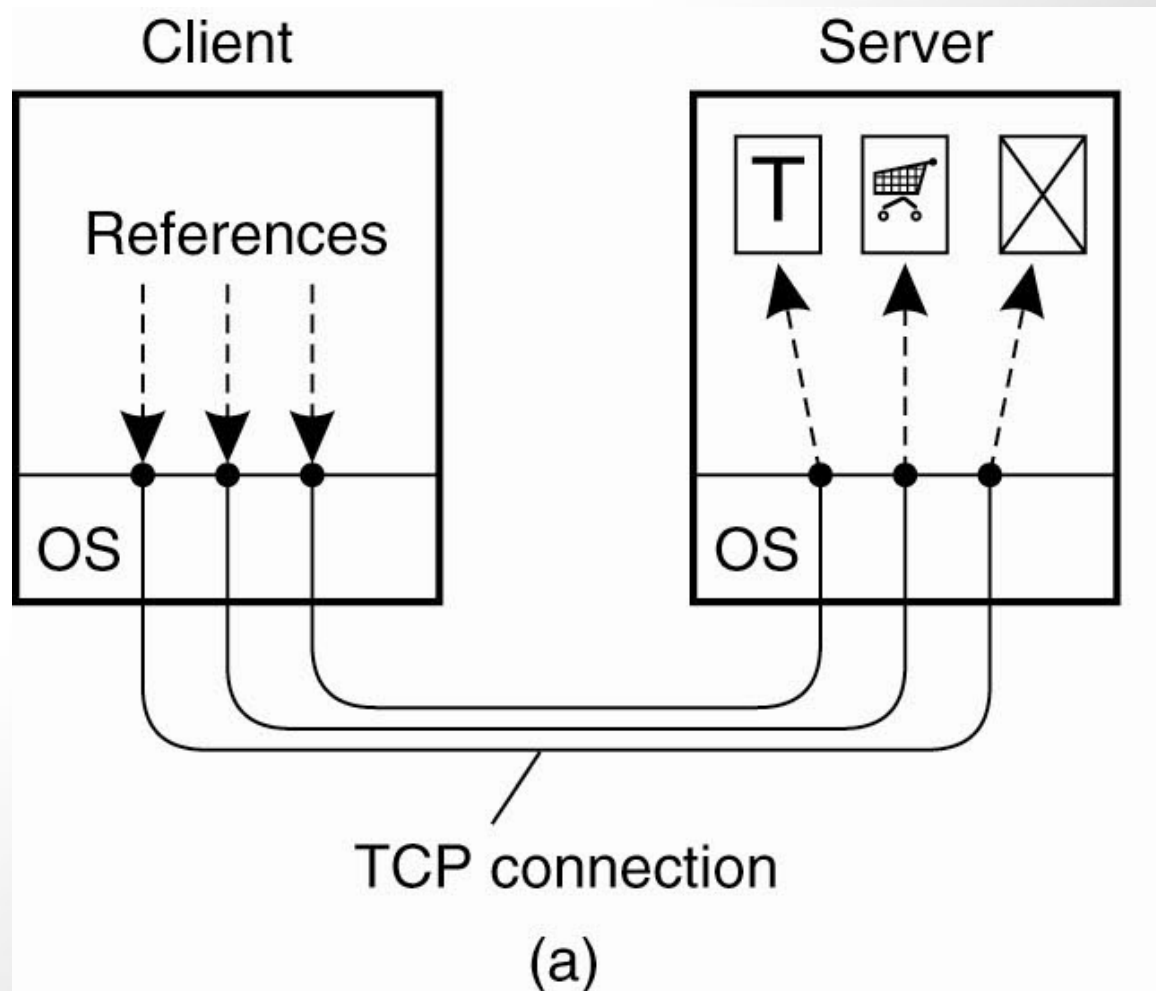 Client
Server
References
T
OS
OS
TCP connection
(a)